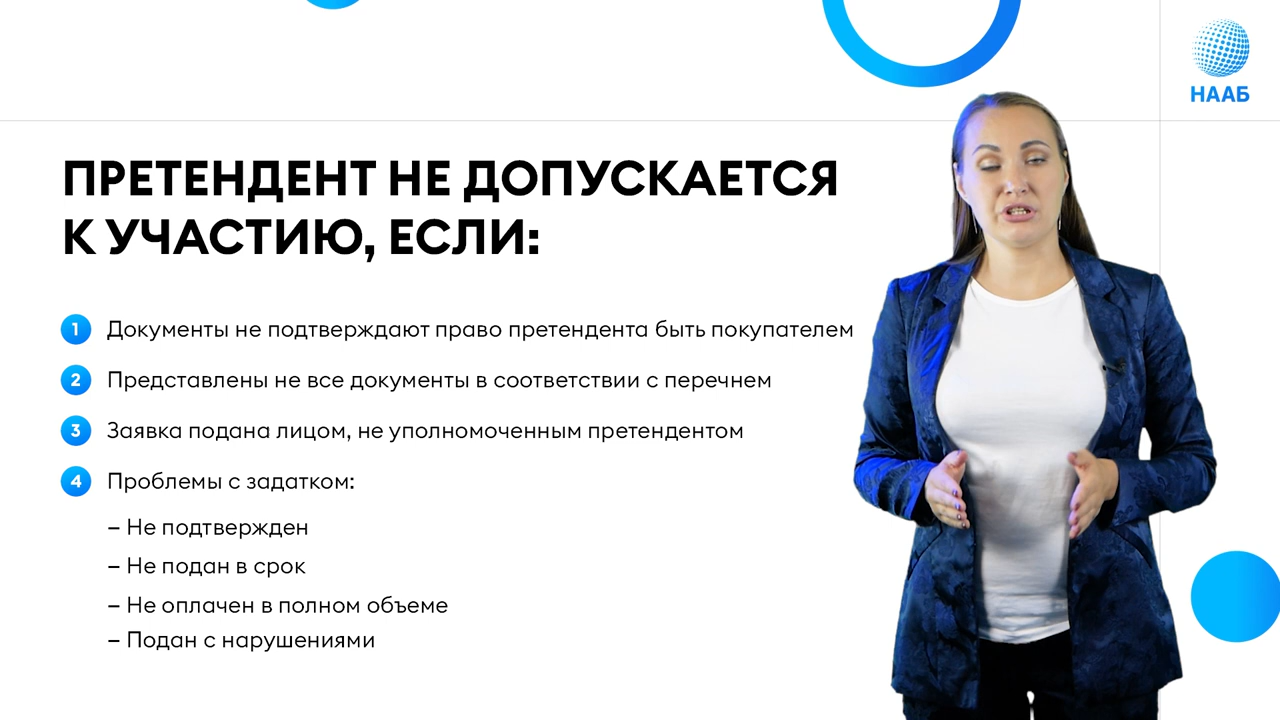 НААБ
ПРЕТЕНДЕНТ НЕ ДОПУСКАЕТСЯ
К УЧАСТИЮ, ЕСЛИ:
1 Документы не подтверждают право претендента быть покупателем
2 Представлены не все документы в соответствии с перечнем
3 Заявка подана лицом, не уполномоченным претендентом
4 Проблемы с задатком:
– Не подтвержден
– Не подан в срок
– Не оплачен в полном объеме
– Подан с нарушениями